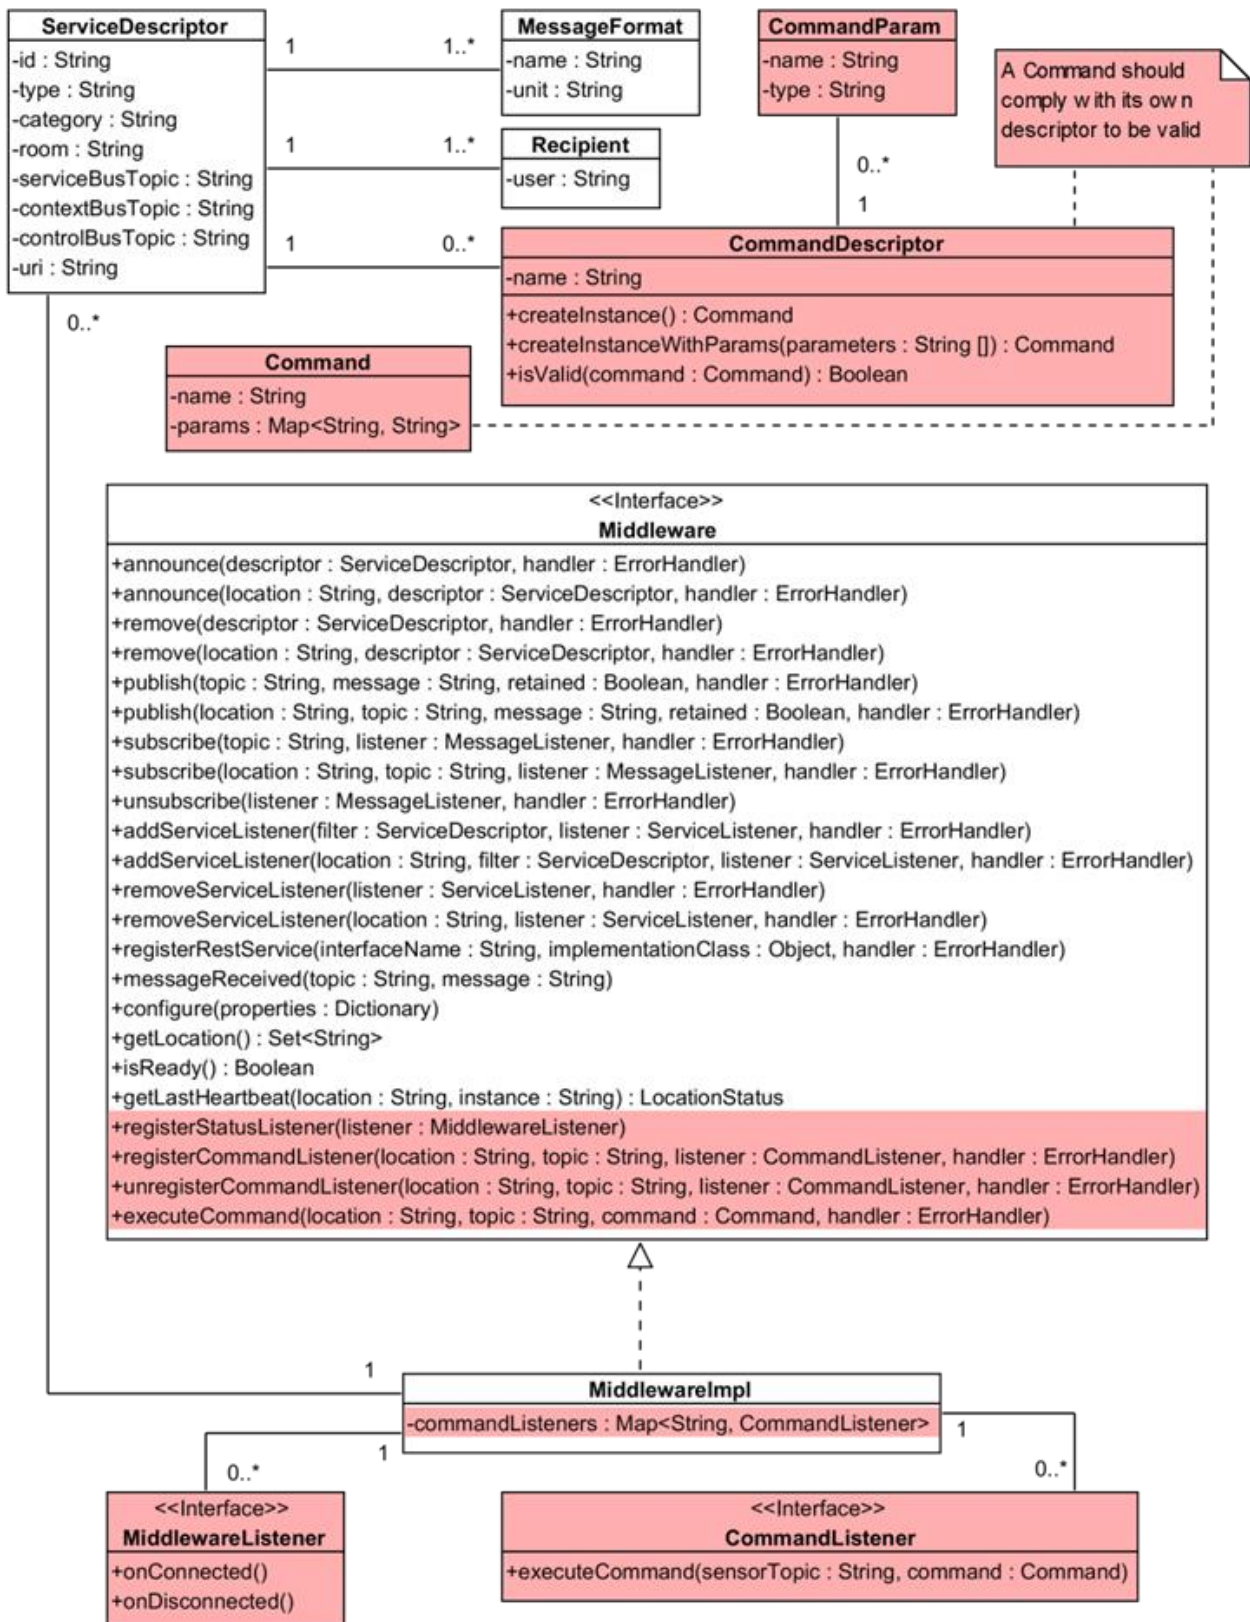 ServiceDescriptor
-id : String
-type : String
-category : String
-room : String
-serviceBusTopic : String
-contextBusTopic : String
-controlBusTopic : String
-uri : String
1
1..*
MessageFormat
-name : String
-unit : String
1
1..*
Recipient
-user : String
1
0..*
CommandParam
-name : String
-type : String
A Command should
comply with its own
descriptor to be valid
0..*
1
CommandDescriptor
-name : String
+createInstance() : Command
+createInstanceWithParams(parameters : String []) : Command
+isValid(command : Command) : Boolean
0..*
Command
-name : String
-params : Map<String, String>
<<Interface>>
Middleware
+announce(descriptor : ServiceDescriptor, handler : ErrorHandler)
+announce(location : String, descriptor : ServiceDescriptor, handler : ErrorHandler)
+remove(descriptor : ServiceDescriptor, handler : ErrorHandler)
+remove(location : String, descriptor : ServiceDescriptor, handler : ErrorHandler)
+publish(topic : String, message : String, retained : Boolean, handler : ErrorHandler)
+publish(location : String, topic : String, message : String, retained : Boolean, handler : ErrorHandler)
+subscribe(topic : String, listener : MessageListener, handler : ErrorHandler)
+subscribe(location : String, topic : String, listener : MessageListener, handler : ErrorHandler)
+unsubscribe(listener : MessageListener, handler : ErrorHandler)
+addServiceListener(filter : ServiceDescriptor, listener : ServiceListener, handler : ErrorHandler)
+addServiceListener(location : String, filter : ServiceDescriptor, listener : ServiceListener, handler : ErrorHandler)
+removeServiceListener(listener : ServiceListener, handler : ErrorHandler)
+removeServiceListener(location : String, listener : ServiceListener, handler : ErrorHandler)
+registerRestService(interfaceName : String, implementationClass : Object, handler : ErrorHandler)
+messageReceived(topic : String, message : String)
+configure(properties : Dictionary)
+getLocation() : Set<String>
+isReady() : Boolean
+getLastHeartbeat(location : String, instance : String) : LocationStatus
+registerStatusListener(listener : MiddlewareListener)
+registerCommandListener(location : String, topic : String, listener : CommandListener, handler : ErrorHandler)
+unregisterCommandListener(location : String, topic : String, listener : CommandListener, handler : ErrorHandler)
+executeCommand(location : String, topic : String, command : Command, handler : ErrorHandler)
1
MiddlewareImpl
-commandListeners : Map<String, CommandListener>
1
1
0..*
0..*
<<Interface>>
MiddlewareListener
+onConnected()
+onDisconnected()
<<Interface>>
CommandListener
+executeCommand(sensorTopic : String, command : Command)